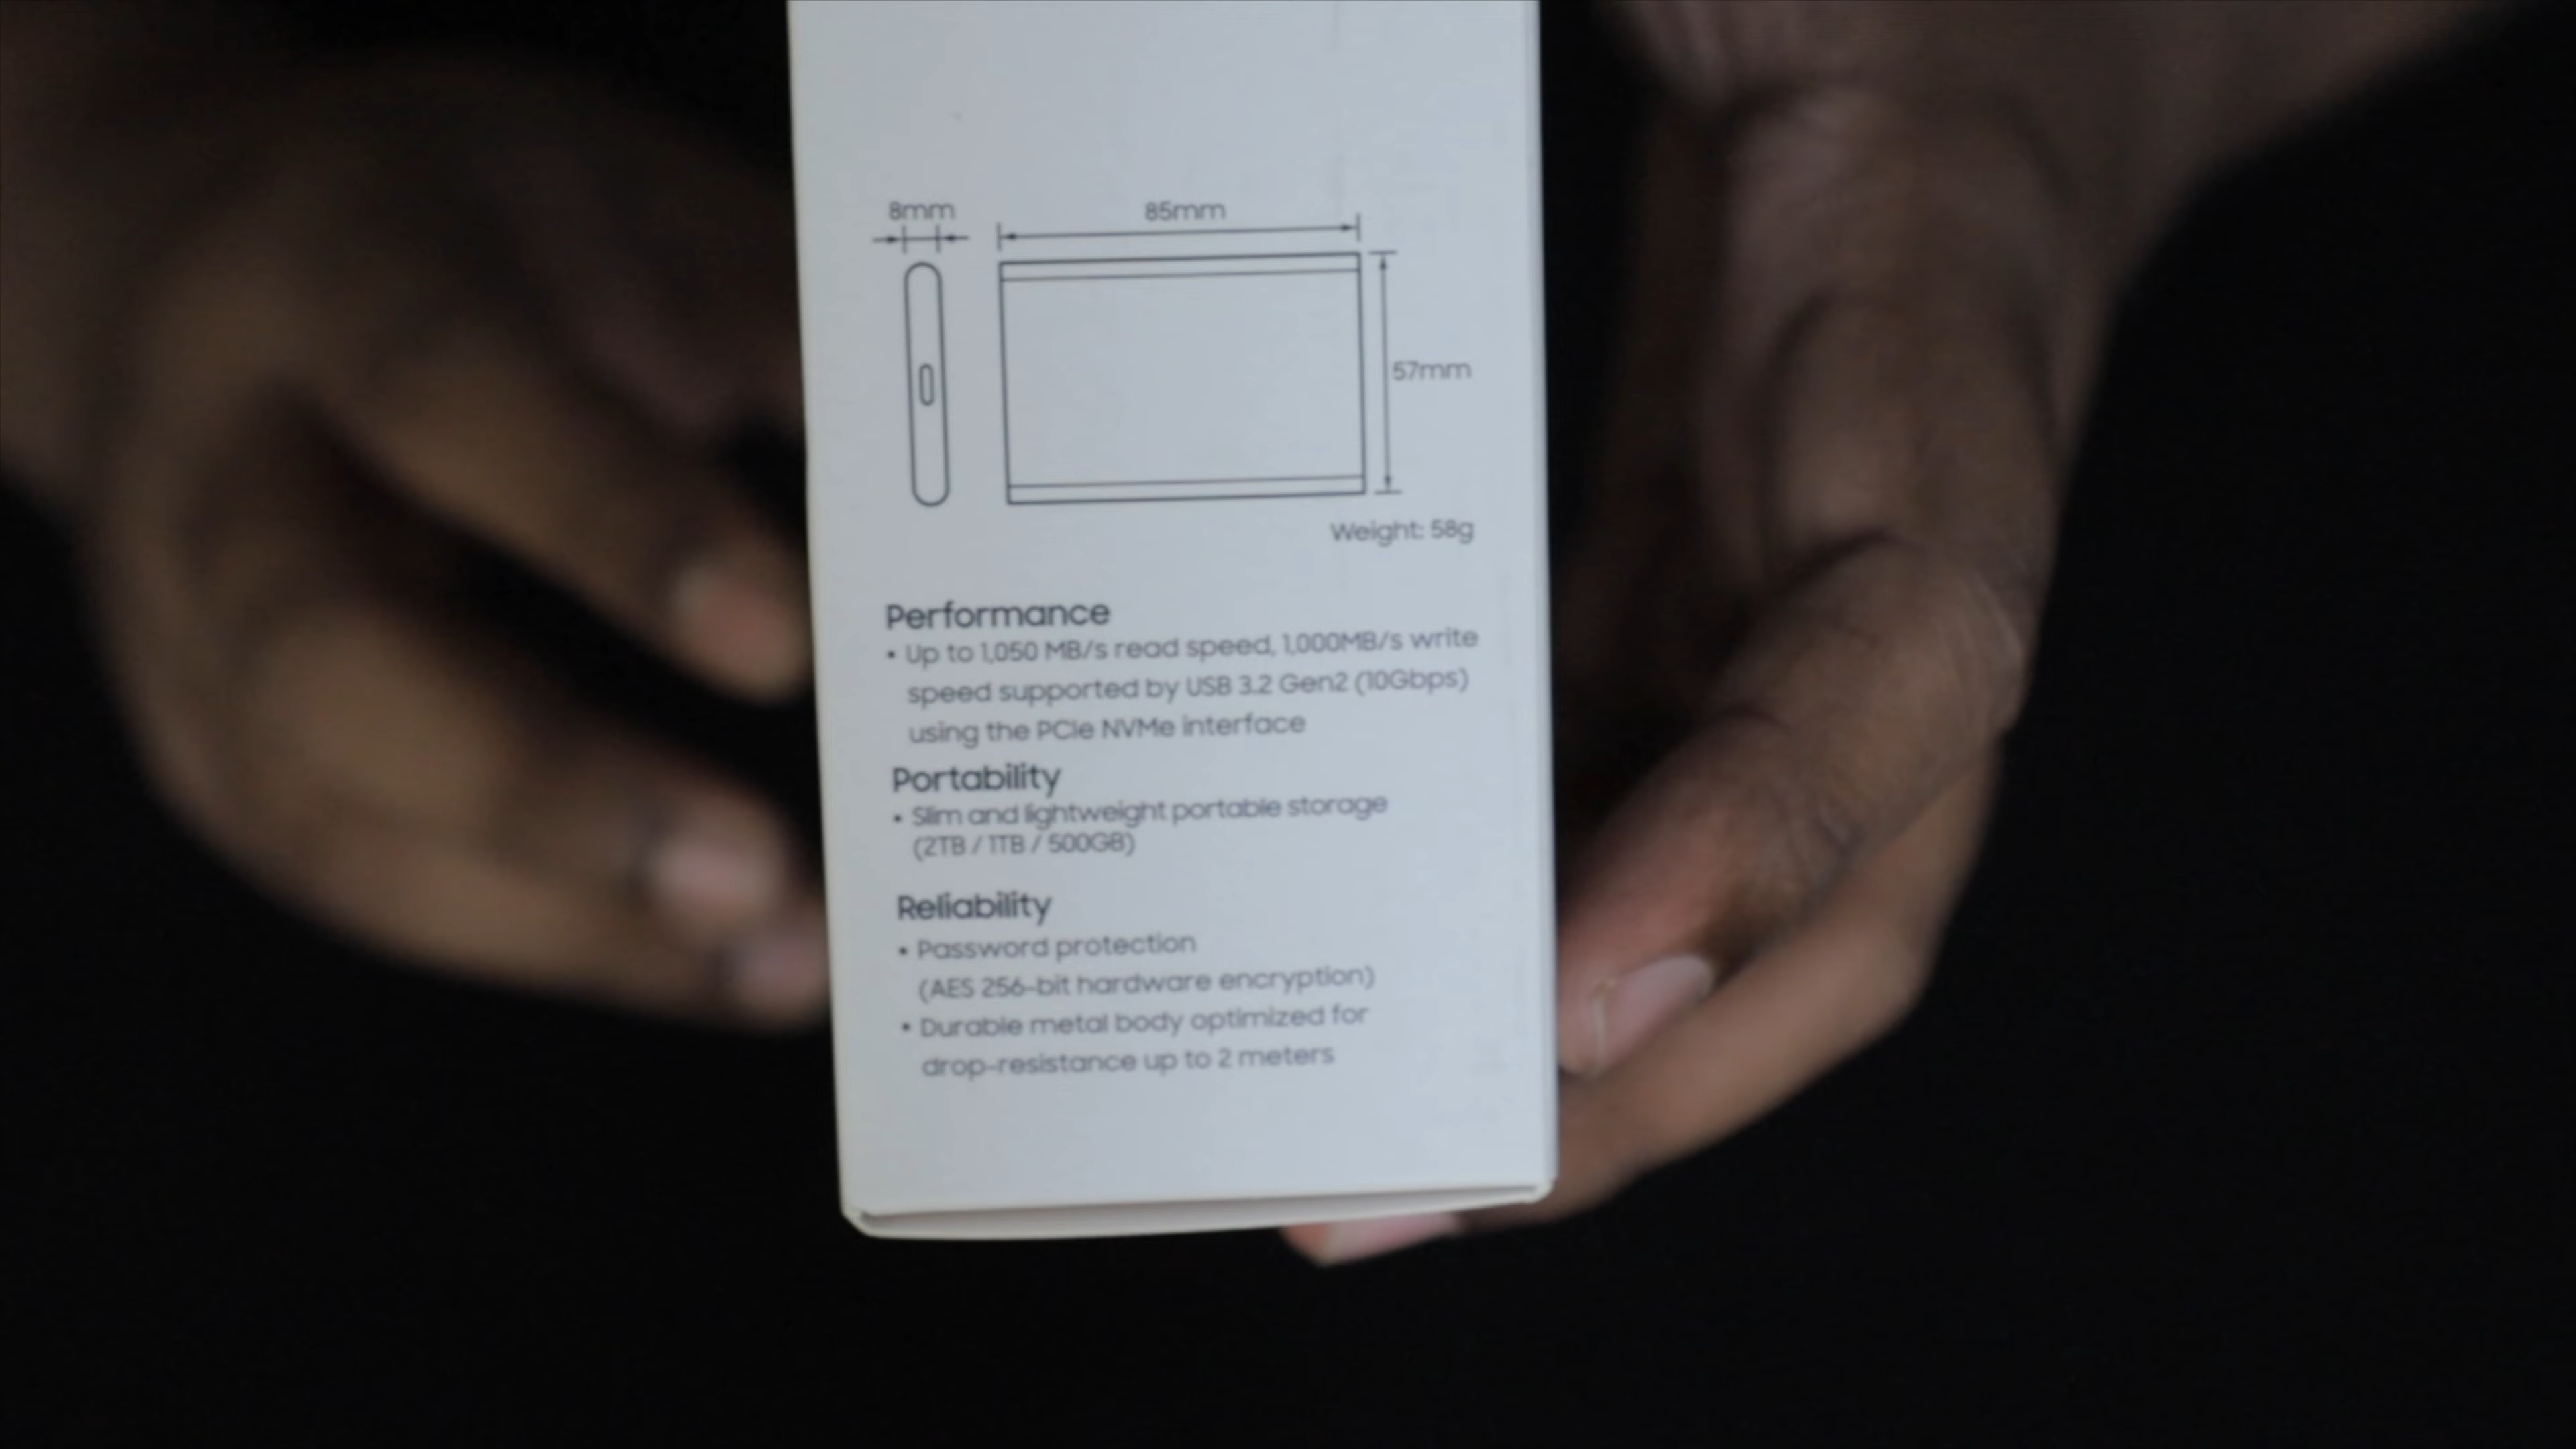 8mm
85mm
57mm
Weight: 58g
Performance
• Up to 1,050 MB/s read speed, 1,000MB/s write
speed supported by USB 3.2 Gen2 (10Gbps)
using the PCIe NVMe interface
Portability
• Slim and lightweight portable storage
(2TB / 1TB / 500GB)
Reliability
• Password protection
(AES 256-bit hardware encryption)
• Durable metal body optimized for
drop-resistance up to 2 meters